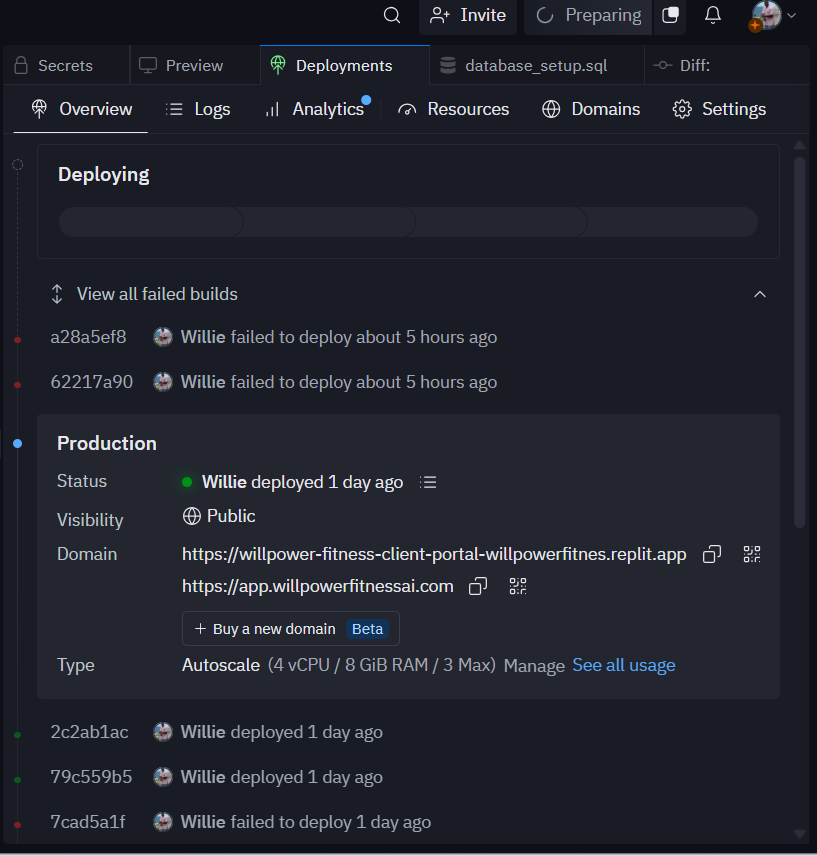 Invite Preparing
Secrets Preview Deployments database_setup.sql Diff:
Overview Logs Analytics Resources Domains Settings
Deploying
View all failed builds
a28a5ef8 Willie failed to deploy about 5 hours ago
62217a90 Willie failed to deploy about 5 hours ago
Production
Status Willie deployed 1 day ago
Visibility Public
Domain https://willpower-fitness-client-portal-willpowerfitnes.replit.app
https://app.willpowerfitnessai.com
+ Buy a new domain Beta
Type Autoscale (4 vCPU / 8 GiB RAM / 3 Max) Manage See all usage
2c2ab1ac Willie deployed 1 day ago
79c559b5 Willie deployed 1 day ago
7cad5a1f Willie failed to deploy 1 day ago